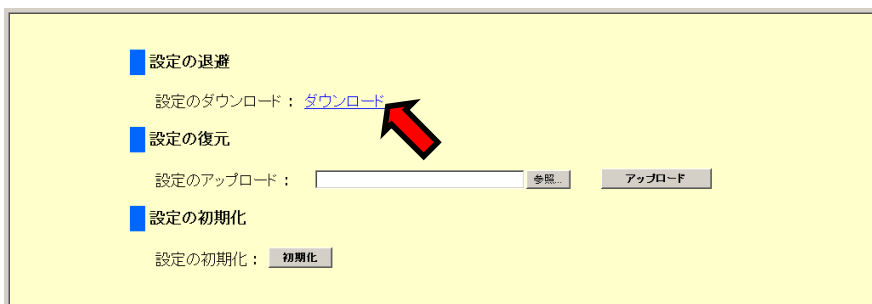 設定の退避
設定のダウンロード： ダウンロード
設定の復元
設定のアップロード： 参照... アップロード
設定の初期化
設定の初期化： 初期化